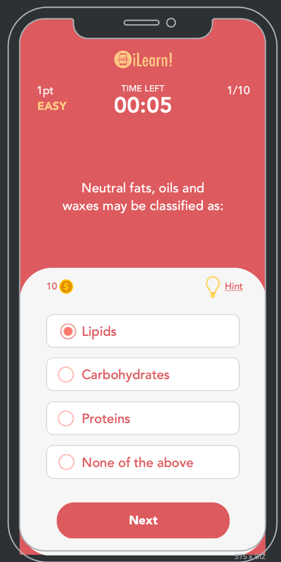 iLearn!
1pt
TIME LEFT
1/10
EASY
00:05
Neutral fats, oils and
waxes may be classified as:
10
Hint
Lipids
Carbohydrates
Proteins
None of the above
Next
375 x 812